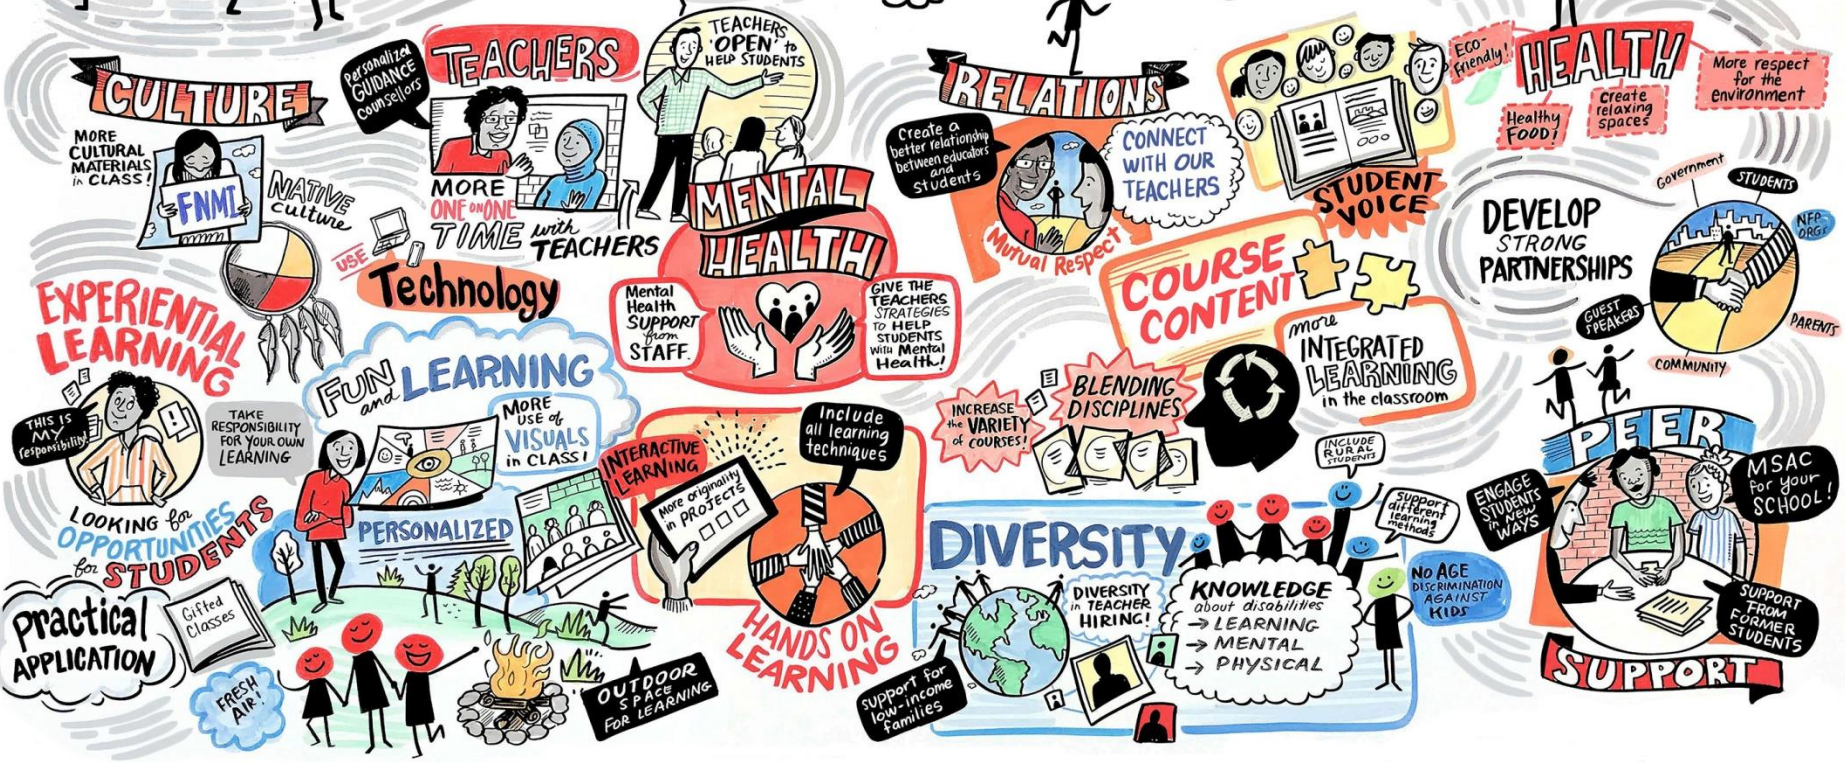 CULTURE
MORE
CULTURAL
MATERIALS
in CLASS!
FNMI
NATIVE
Culture
Personalized
GUIDANCE
Counsellors
TEACHERS
MORE
ONE ON ONE
TIME with
TEACHERS
TEACHERS
'OPEN' to
HELP STUDENTS
USE
Technology
MENTAL
HEALTH
Mental
Health
SUPPORT
from
STAFF.
GIVE THE
TEACHERS
STRATEGIES
to HELP
STUDENTS
with Mental
Health!
EXPERIENTIAL
LEARNING
THIS IS
MY
responsibility!
TAKE
RESPONSIBILITY
FOR YOUR OWN
LEARNING
LOOKING for
OPPORTUNITIES
for STUDENTS
Practical
APPLICATION
Gifted
Classes
FRESH
AIR!
FUN
and LEARNING
MORE
USE of
VISUALS
in CLASS!
PERSONALIZED
OUTDOOR
SPACE
FOR LEARNING
INTERACTIVE
LEARNING
More originality
in PROJECTS
Include
all learning
techniques
HANDS ON
LEARNING
RELATIONS
Create a
better relationship
between educators
and
Students
Mutual Respect
CONNECT
WITH OUR
TEACHERS
STUDENT
VOICE
COURSE
CONTENT
more
INTEGRATED
LEARNING
in the classroom
INCREASE
the VARIETY
of COURSES!
BLENDING
DISCIPLINES
INCLUDE
RURAL
STUDENTS
DIVERSITY
support for
low-income
families
DIVERSITY
in TEACHER
HIRING!
KNOWLEDGE
about disabilities
→ LEARNING
→ MENTAL
→ PHYSICAL
Support
different
learning
methods
NO AGE
DISCRIMINATION
AGAINST
KIDS
HEALTH
ECO-
Friendly!
Healthy
FOOD!
Create
relaxing
spaces
More respect
for the
environment
DEVELOP
STRONG
PARTNERSHIPS
Government
STUDENTS
NFP
ORGs
PARENTS
COMMUNITY
GUEST
SPEAKERS
PEER
SUPPORT
ENGAGE
STUDENTS
in NEW
WAYS
MSAC
for your
SCHOOL!
SUPPORT
FROM
FORMER
STUDENTS